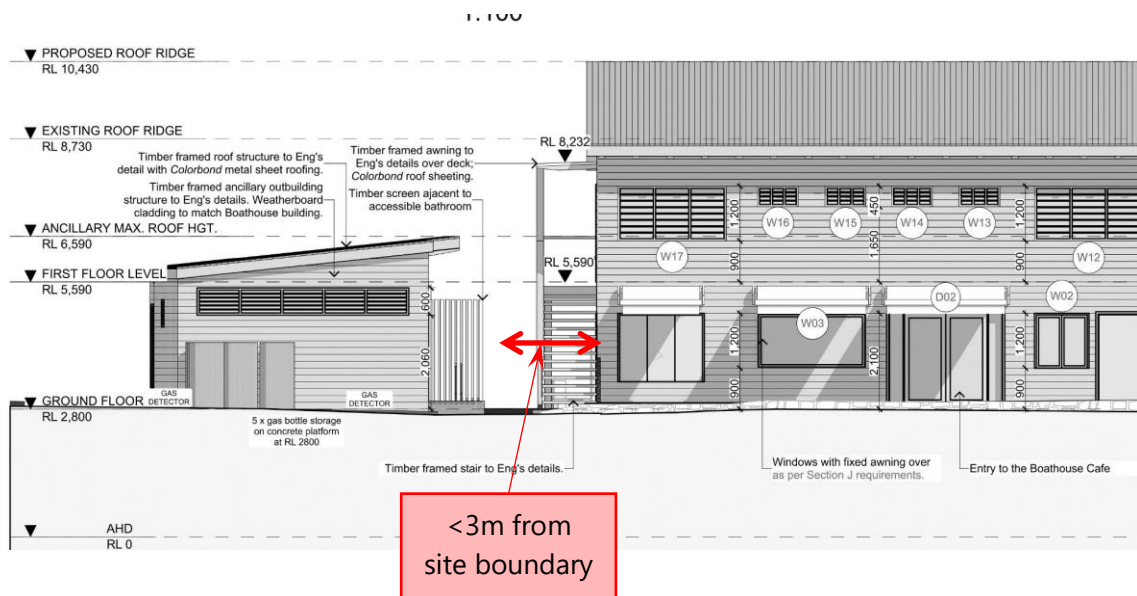 1:100
PROPOSED ROOF RIDGE
RL 10,430
EXISTING ROOF RIDGE
RL 8,730
Timber framed roof structure to Eng's
detail with Colorbond metal sheet roofing.
Timber framed ancillary outbuilding
structure to Eng's details. Weatherboard
cladding to match Boathouse building.
Timber framed awning to
Eng's details over deck;
Colorbond roof sheeting.
Timber screen ajacent to
accessible bathroom
RL 8,232
ANCILLARY MAX. ROOF HGT.
RL 6,590
FIRST FLOOR LEVEL
RL 5,590
RL 5,590
1,200
W16
W15
450
W14
W13
1,200
1,650
W17
900
900
W12
600
2,060
W03
D02
W02
1,200
2,100
1,200
900
900
GAS
DETECTOR
GAS
DETECTOR
GROUND FLOOR
RL 2,800
5 x gas bottle storage
on concrete platform
at RL 2800
Timber framed stair to Eng's details.
Windows with fixed awning over
as per Section J requirements.
Entry to the Boathouse Cafe
<3m from
site boundary
AHD
RL 0